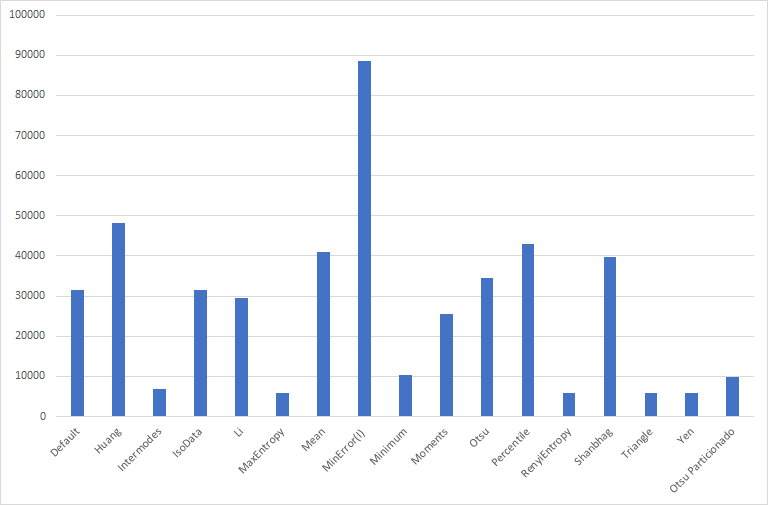 100000
90000
80000
70000
60000
50000
40000
30000
20000
10000
0
Default
Huang
Intermodes
IsoData
Li
MaxEntropy
Mean
MinError(I)
Minimum
Moments
Otsu
Percentile
RenyiEntropy
Shanbhag
Triangle
Yen
Otsu Particionado